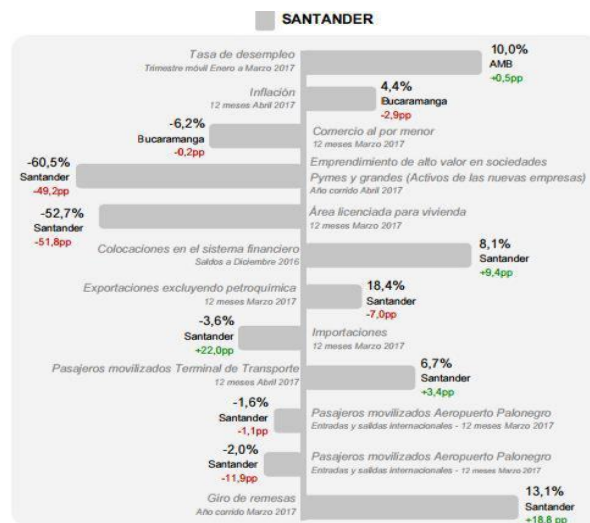 SANTANDER
Tasa de desempleo
Trimestre móvil Enero a Marzo 2017
10,0%
AMB
+0,5pp
Inflación
12 meses Abril 2017
4,4%
Bucaramanga
-2,9pp
-6,2%
Bucaramanga
-0,2pp
Comercio al por menor
12 meses Marzo 2017
-60,5%
Santander
-49,2pp
Emprendimiento de alto valor en sociedades
Pymes y grandes (Activos de las nuevas empresas)
Año corrido Abril 2017
-52,7%
Santander
-51,8pp
Área licenciada para vivienda
12 meses Marzo 2017
Colocaciones en el sistema financiero
Saldos a Diciembre 2016
8,1%
Santander
+9,4pp
Exportaciones excluyendo petroquímica
12 meses Marzo 2017
18,4%
Santander
-7,0pp
-3,6%
Santander
+22,0pp
Importaciones
12 meses Marzo 2017
Pasajeros movilizados Terminal de Transporte
12 meses Abril 2017
6,7%
Santander
+3,4pp
-1,6%
Santander
-1,1pp
Pasajeros movilizados Aeropuerto Palonegro
Entradas y salidas internacionales - 12 meses Marzo 2017
-2,0%
Santander
-11,9pp
Pasajeros movilizados Aeropuerto Palonegro
Entradas y salidas internacionales - 12 meses Marzo 2017
Giro de remesas
Año corrido Marzo 2017
13,1%
Santander
+18,8 pp